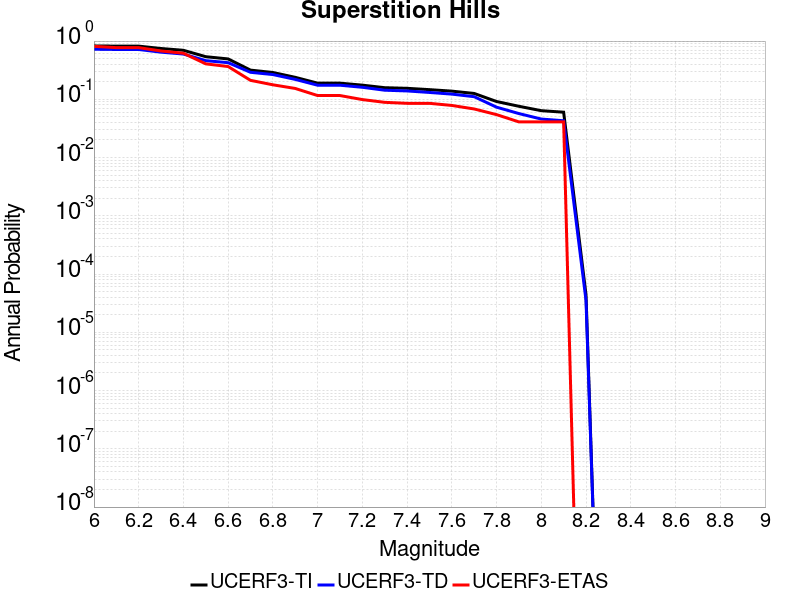 Superstition Hills
Annual Probability
10^0
10^-1
10^-2
10^-3
10^-4
10^-5
10^-6
10^-7
10^-8
6 6.2 6.4 6.6 6.8 7 7.2 7.4 7.6 7.8 8 8.2 8.4 8.6 8.8 9
Magnitude
UCERF3-TI UCERF3-TD UCERF3-ETAS